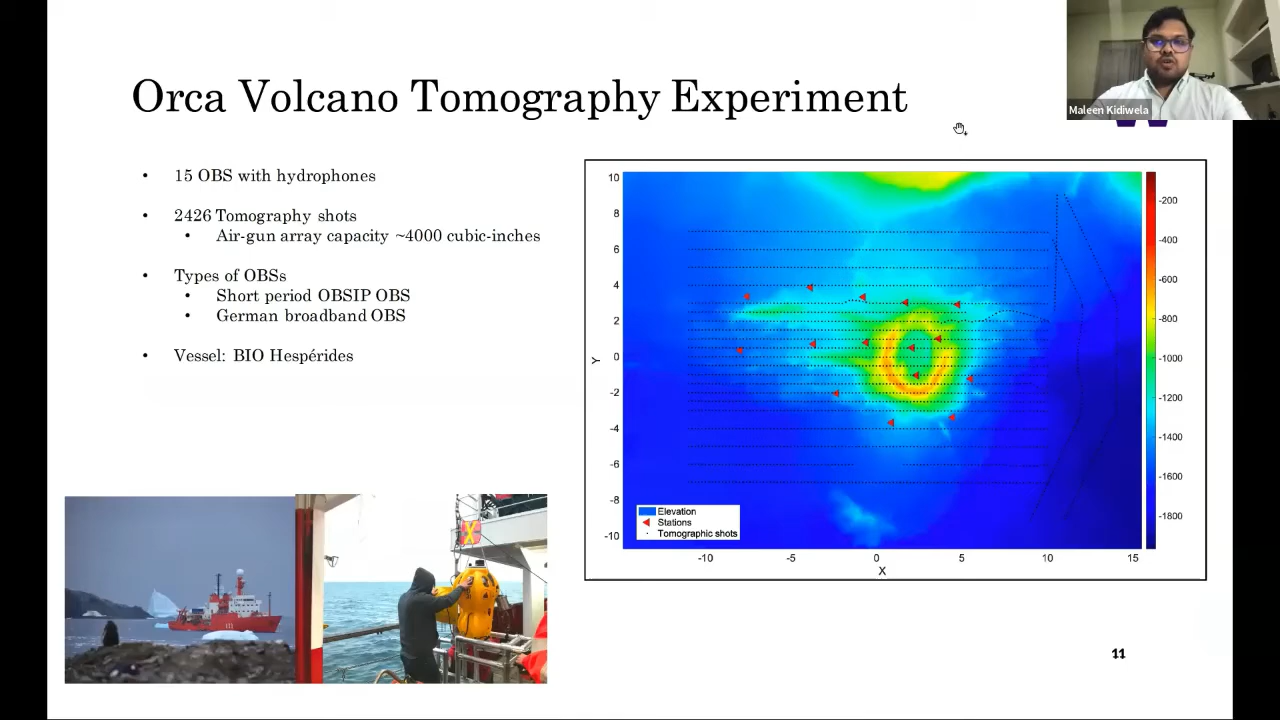 Orca Volcano Tomography Experiment
Maleen Kidiwela
• 15 OBS with hydrophones
• 2426 Tomography shots
• Air-gun array capacity ~4000 cubic-inches
• Types of OBSs
• Short period OBSIP OBS
• German broadband OBS
• Vessel: BIO Hespérides
10
8
6
4
2
0
-2
-4
-6
-8
-10
Y
Elevation
Stations
Tomographic shots
-10 -5 0 5 10 15
X
-200
-400
-600
-800
-1000
-1200
-1400
-1600
-1800
11